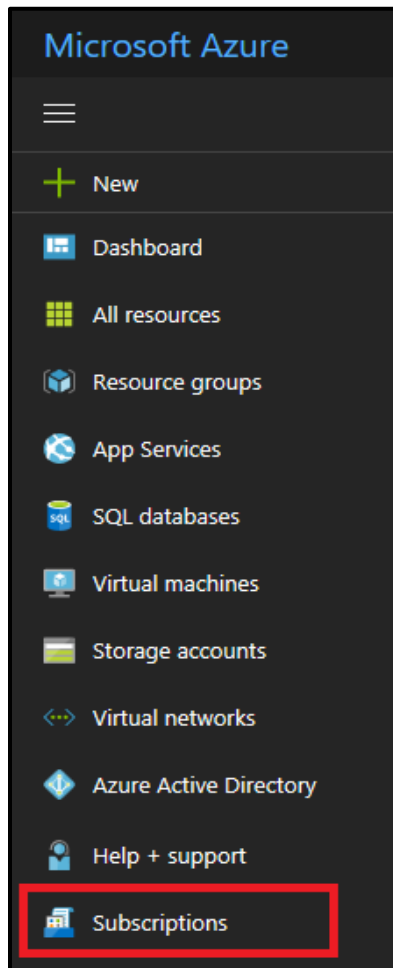 Microsoft Azure
New
Dashboard
All resources
Resource groups
App Services
SQL
SQL databases
Virtual machines
Storage accounts
Virtual networks
Azure Active Directory
Help + support
Subscriptions